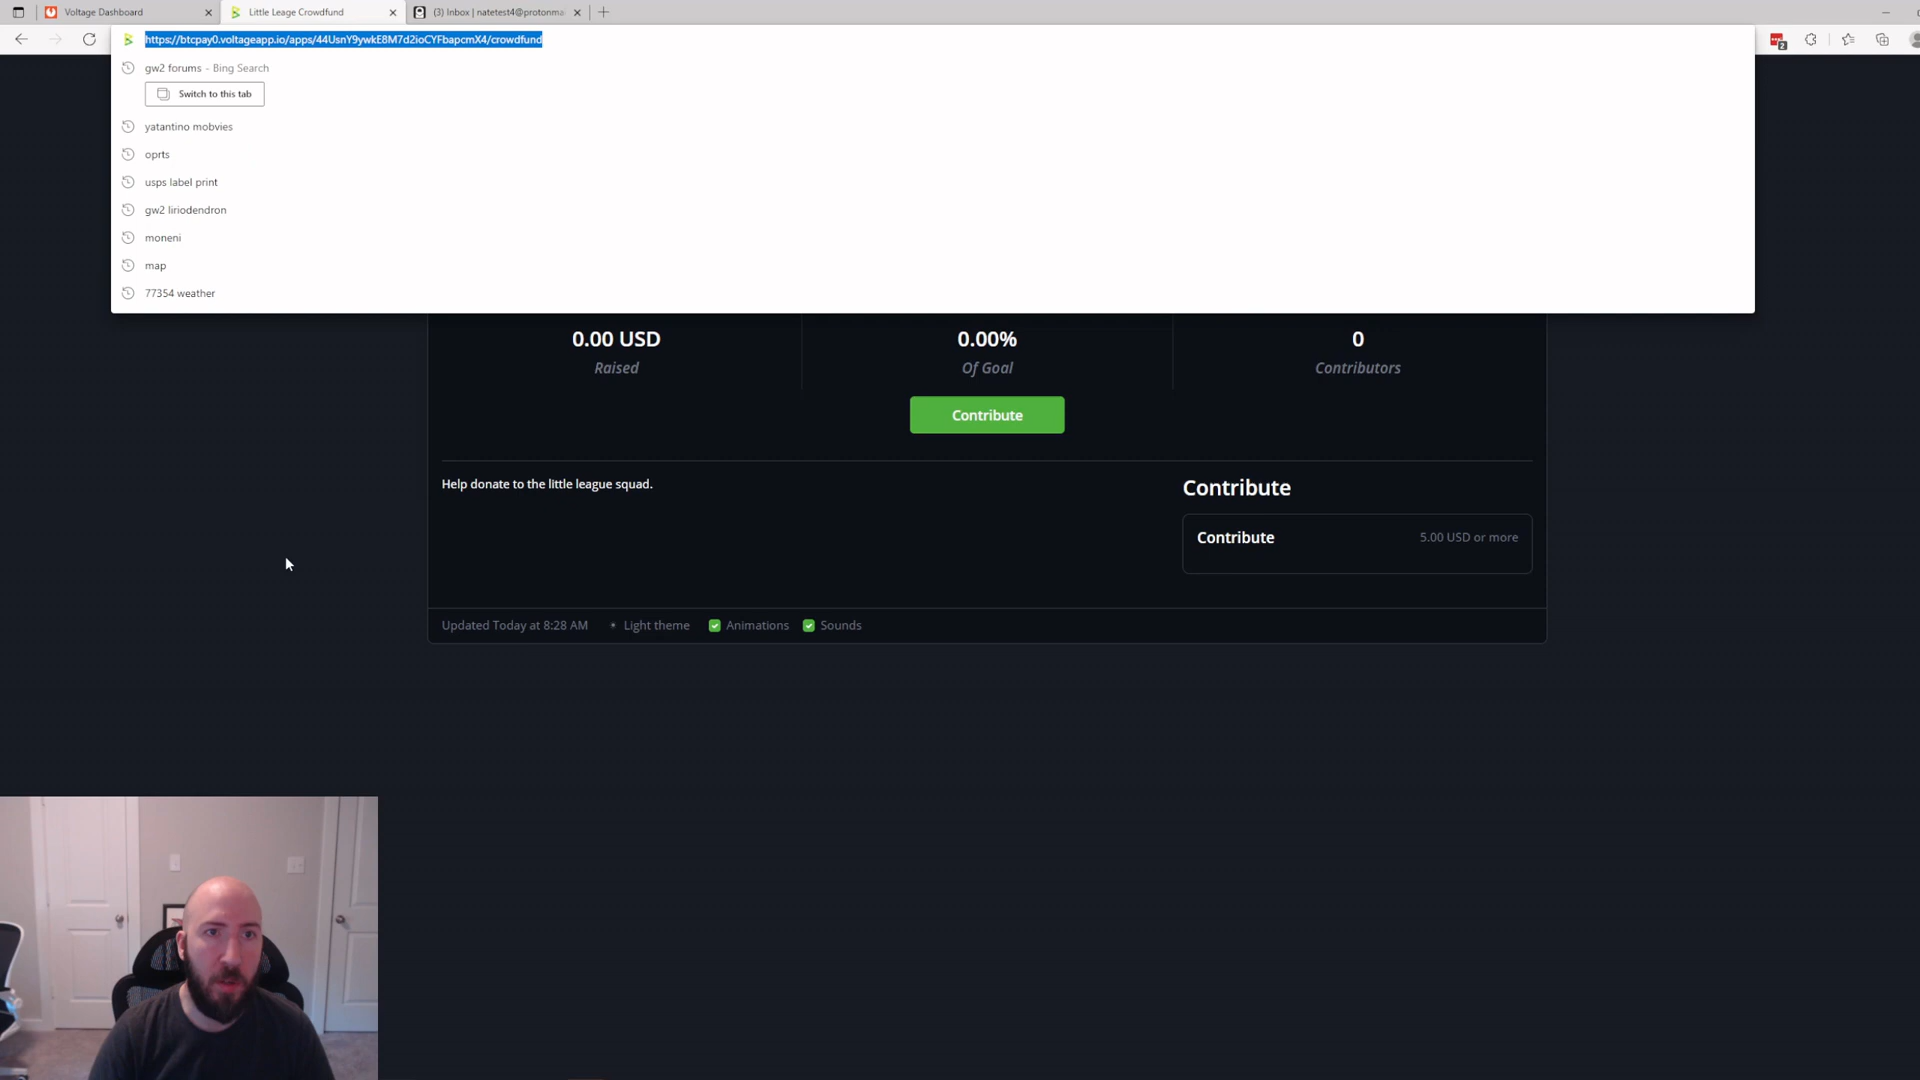 Voltage Dashboard
Little Leage Crowdfund
(3) Inbox | natetest4@protonma
https://btcpay0.voltageapp.io/apps/44UsnY9ywkE8M7d2ioCYFbapcmX4/crowdfund
2
gw2 forums - Bing Search
Switch to this tab
yatantino mobvies
oprts
usps label print
gw2 liriodendron
moneni
map
77354 weather
0.00 USD
Raised
0.00%
Of Goal
0
Contributors
Contribute
Help donate to the little league squad.
Contribute
Contribute
5.00 USD or more
Updated Today at 8:28 AM
Light theme
Animations
Sounds